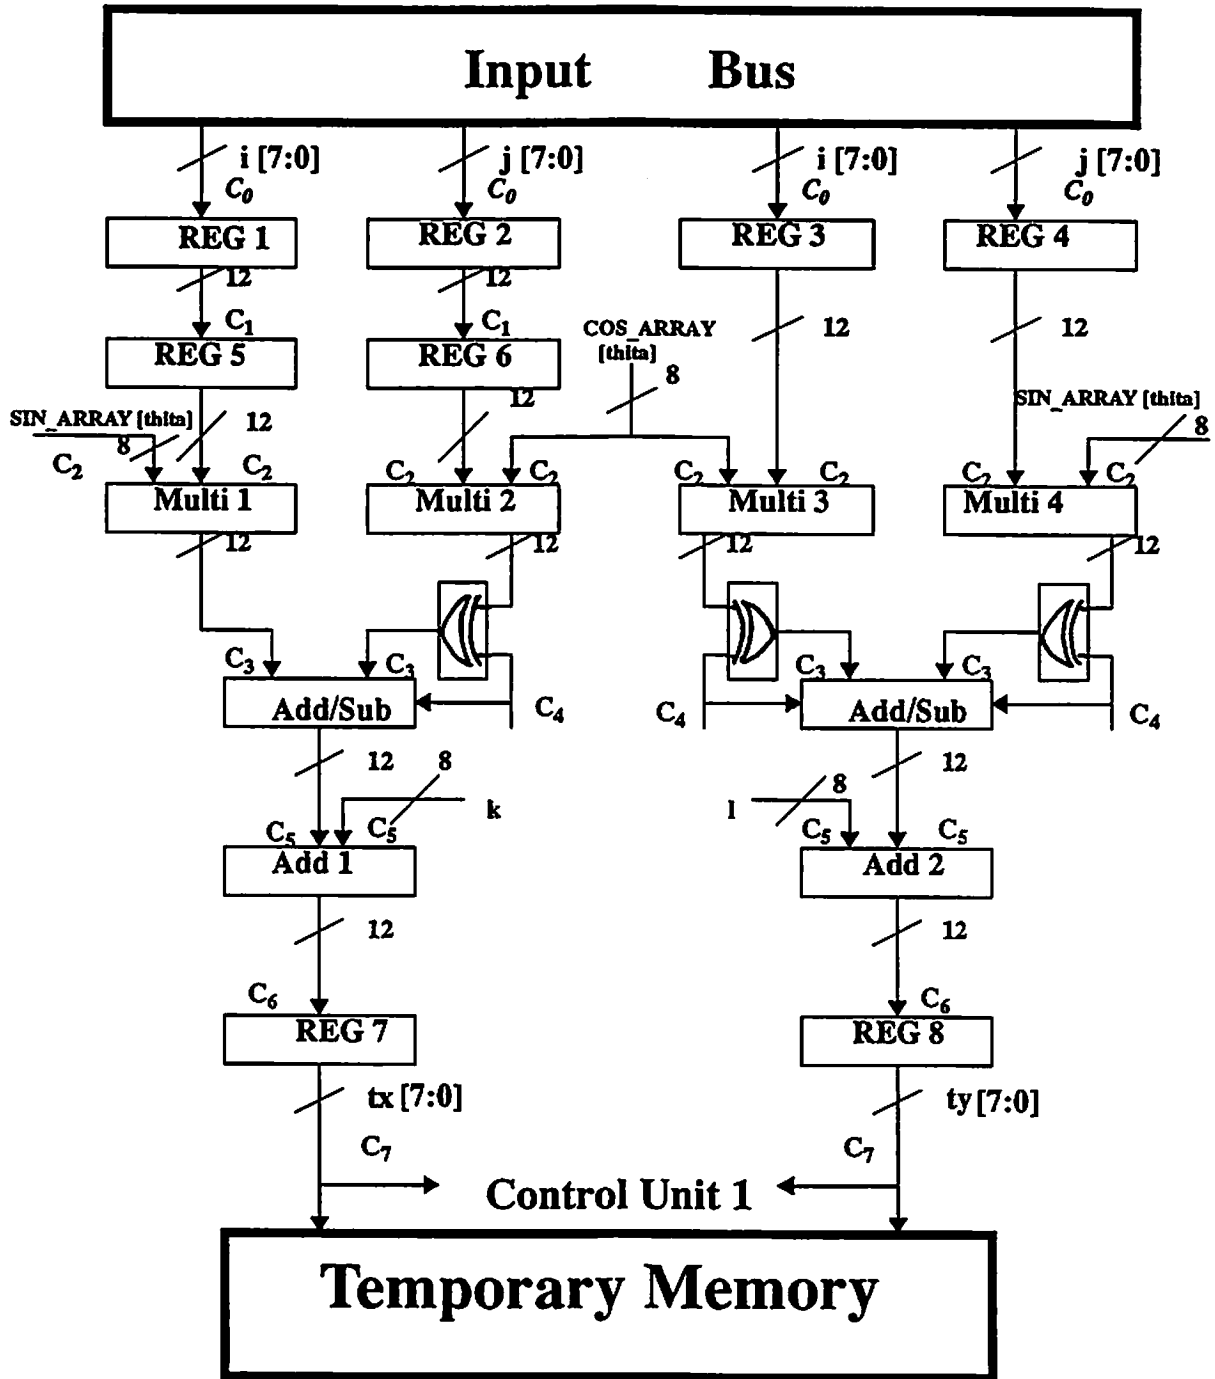 Input Bus
i [7:0] j [7:0] i [7:0] j [7:0]
C0 C0 C0 C0
REG 1 REG 2 REG 3 REG 4
12 12
12 12
C1 C1
COS_ARRAY
[thita]
REG 5 REG 6
8
12 12
SIN_ARRAY [thita] SIN_ARRAY [thita]
8 8
C2 C2 C2 C2 C2 C2 C2 C2
Multi 1 Multi 2 Multi 3 Multi 4
12 12 12 12
C3 C3 C3 C3
Add/Sub C4 C4 Add/Sub C4
12 8 8 12
k l
C5 C5 C5 C5
Add 1 Add 2
12 12
C6 C6
REG 7 REG 8
tx [7:0] ty [7:0]
C7 C7
Control Unit 1
Temporary Memory